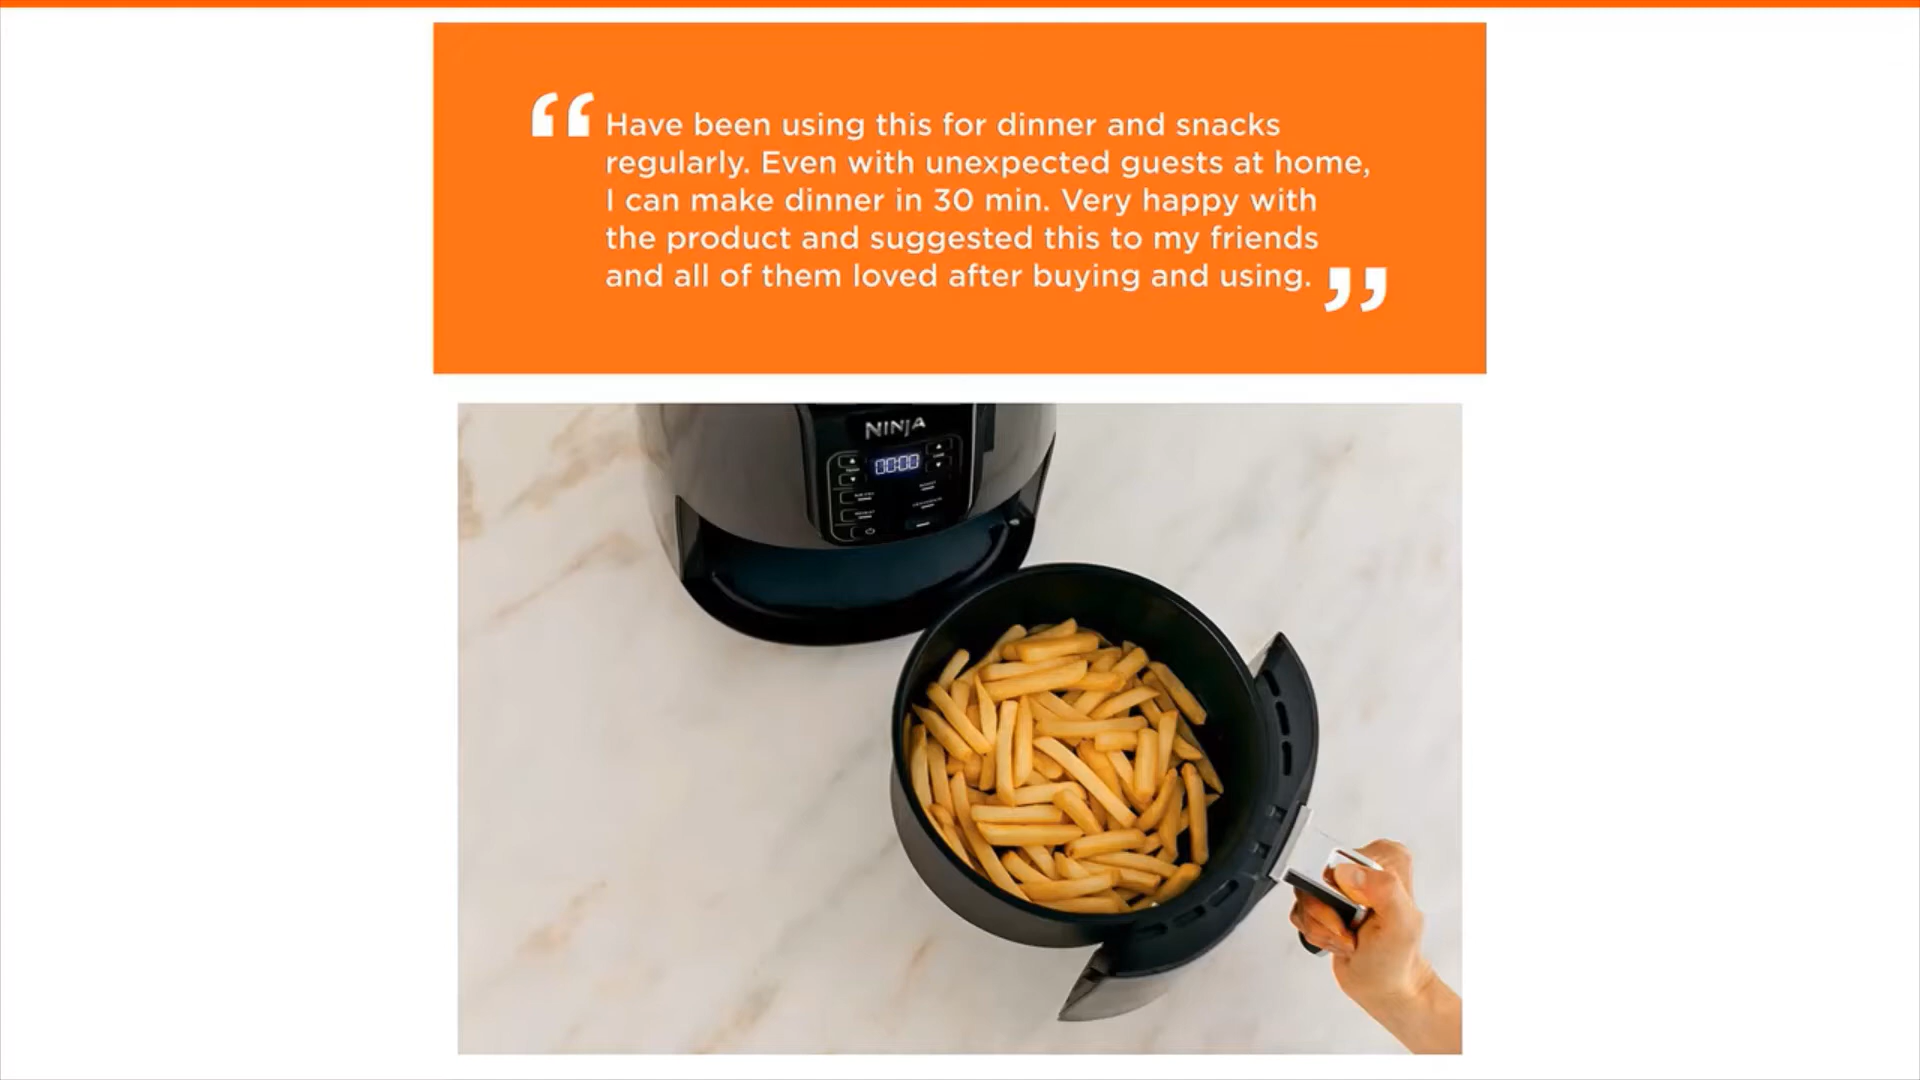 “ Have been using this for dinner and snacks
regularly. Even with unexpected guests at home,
I can make dinner in 30 min. Very happy with
the product and suggested this to my friends
and all of them loved after buying and using. ”
NINJA
00:00